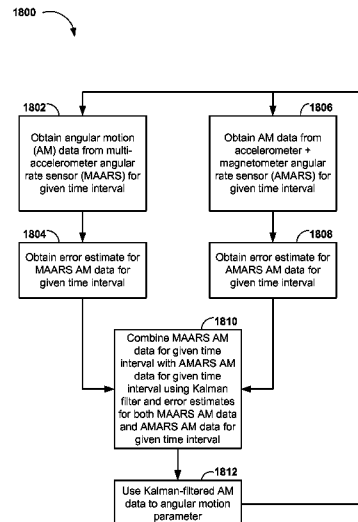 1800
1802
Obtain angular motion
(AM) data from multi-
accelerometer angular
rate sensor (MAARS) for
given time interval
1806
Obtain AM data from
accelerometer +
magnetometer angular
rate sensor (AMARS)
for given time interval
1804
Obtain error estimate for
MAARS AM data for
given time interval
1808
Obtain error estimate for
AMARS AM data for
given time interval
1810
Combine MAARS AM
data for given time
interval with AMARS AM
data for given time
interval using Kalman
filter and error estimates
for both MAARS AM data
and AMARS AM data for
given time interval
1812
Use Kalman-filtered AM
data to angular motion
parameter